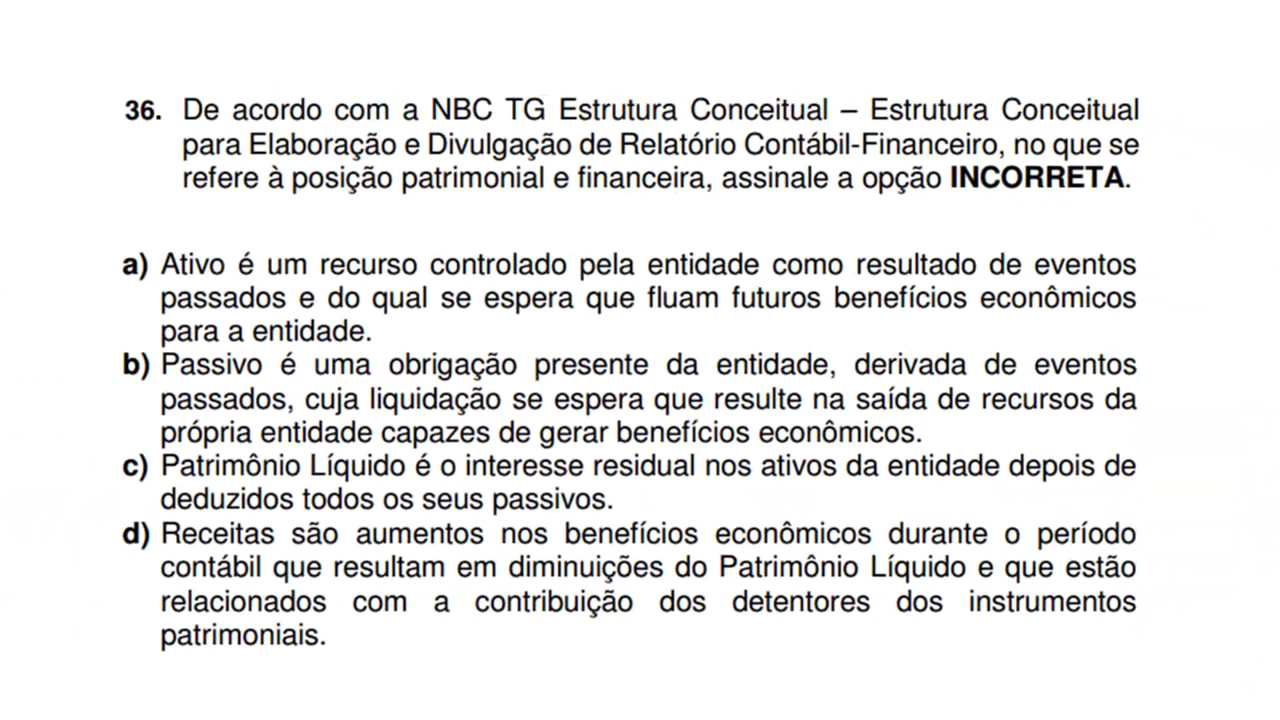 36. De acordo com a NBC TG Estrutura Conceitual – Estrutura Conceitual
para Elaboração e Divulgação de Relatório Contábil-Financeiro, no que se
refere à posição patrimonial e financeira, assinale a opção INCORRETA.
a) Ativo é um recurso controlado pela entidade como resultado de eventos
passados e do qual se espera que fluam futuros benefícios econômicos
para a entidade.
b) Passivo é uma obrigação presente da entidade, derivada de eventos
passados, cuja liquidação se espera que resulte na saída de recursos da
própria entidade capazes de gerar benefícios econômicos.
c) Patrimônio Líquido é o interesse residual nos ativos da entidade depois de
deduzidos todos os seus passivos.
d) Receitas são aumentos nos benefícios econômicos durante o período
contábil que resultam em diminuições do Patrimônio Líquido e que estão
relacionados com a contribuição dos detentores dos instrumentos
patrimoniais.